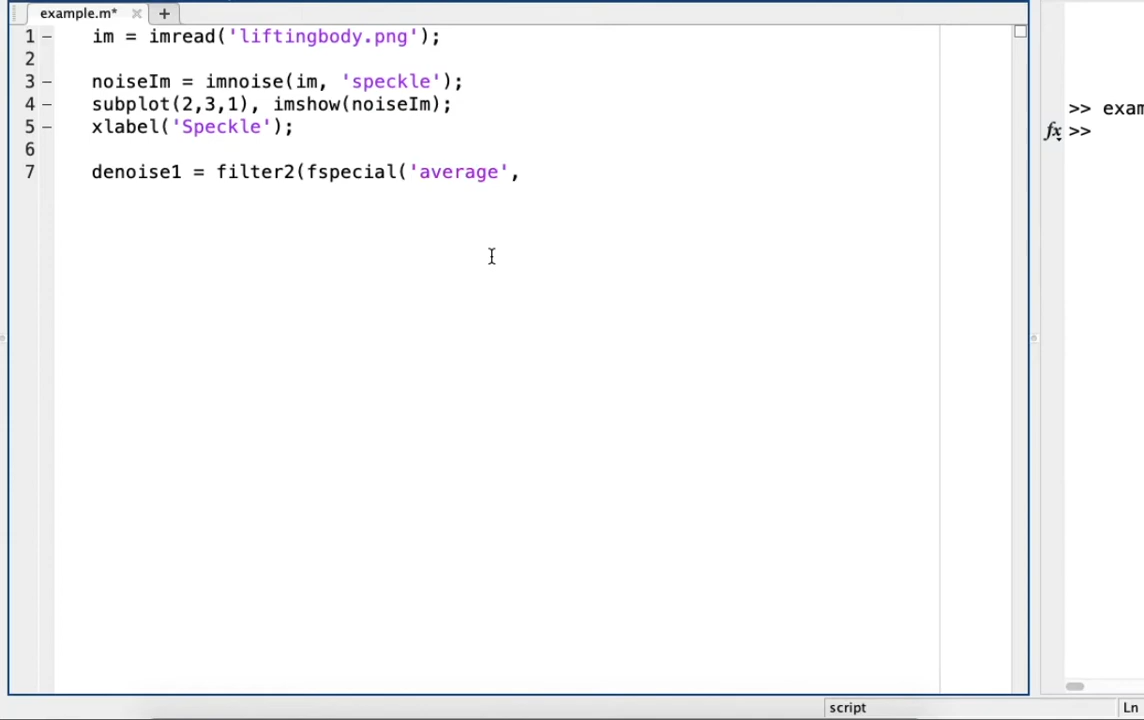 example.m* × +
1 – im = imread('liftingbody.png');
2
3 – noiseIm = imnoise(im, 'speckle');
4 – subplot(2,3,1), imshow(noiseIm);
5 – xlabel('Speckle');
6
7 denoise1 = filter2(fspecial('average',
>> exam
fx >>
script Ln